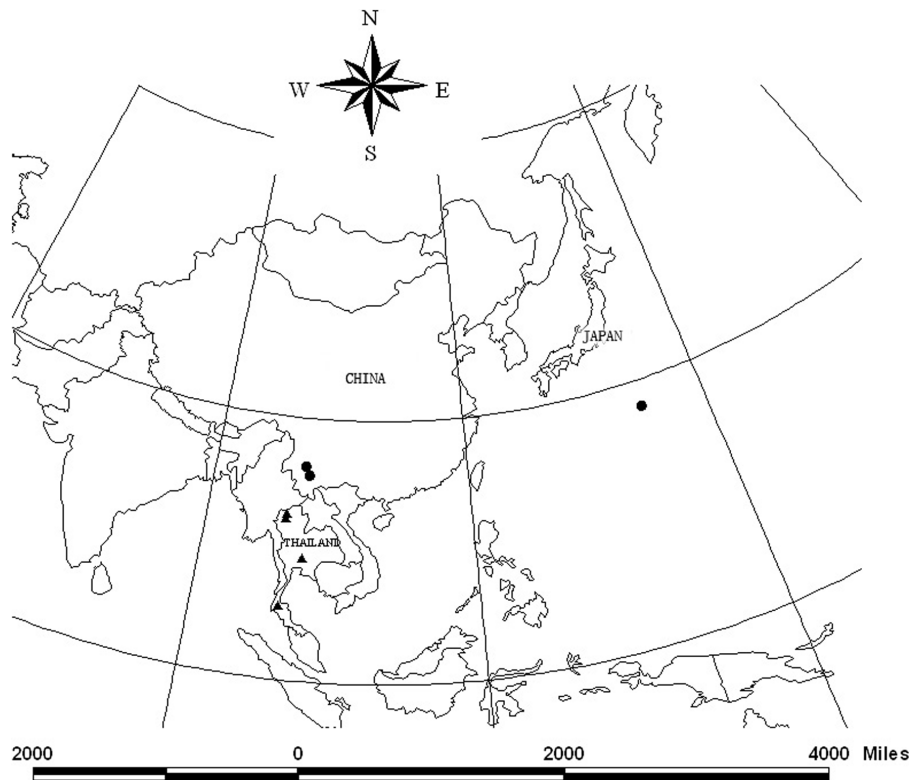 N
W E
S
JAPAN
CHINA
THAILAND
2000 0 2000 4000 Miles